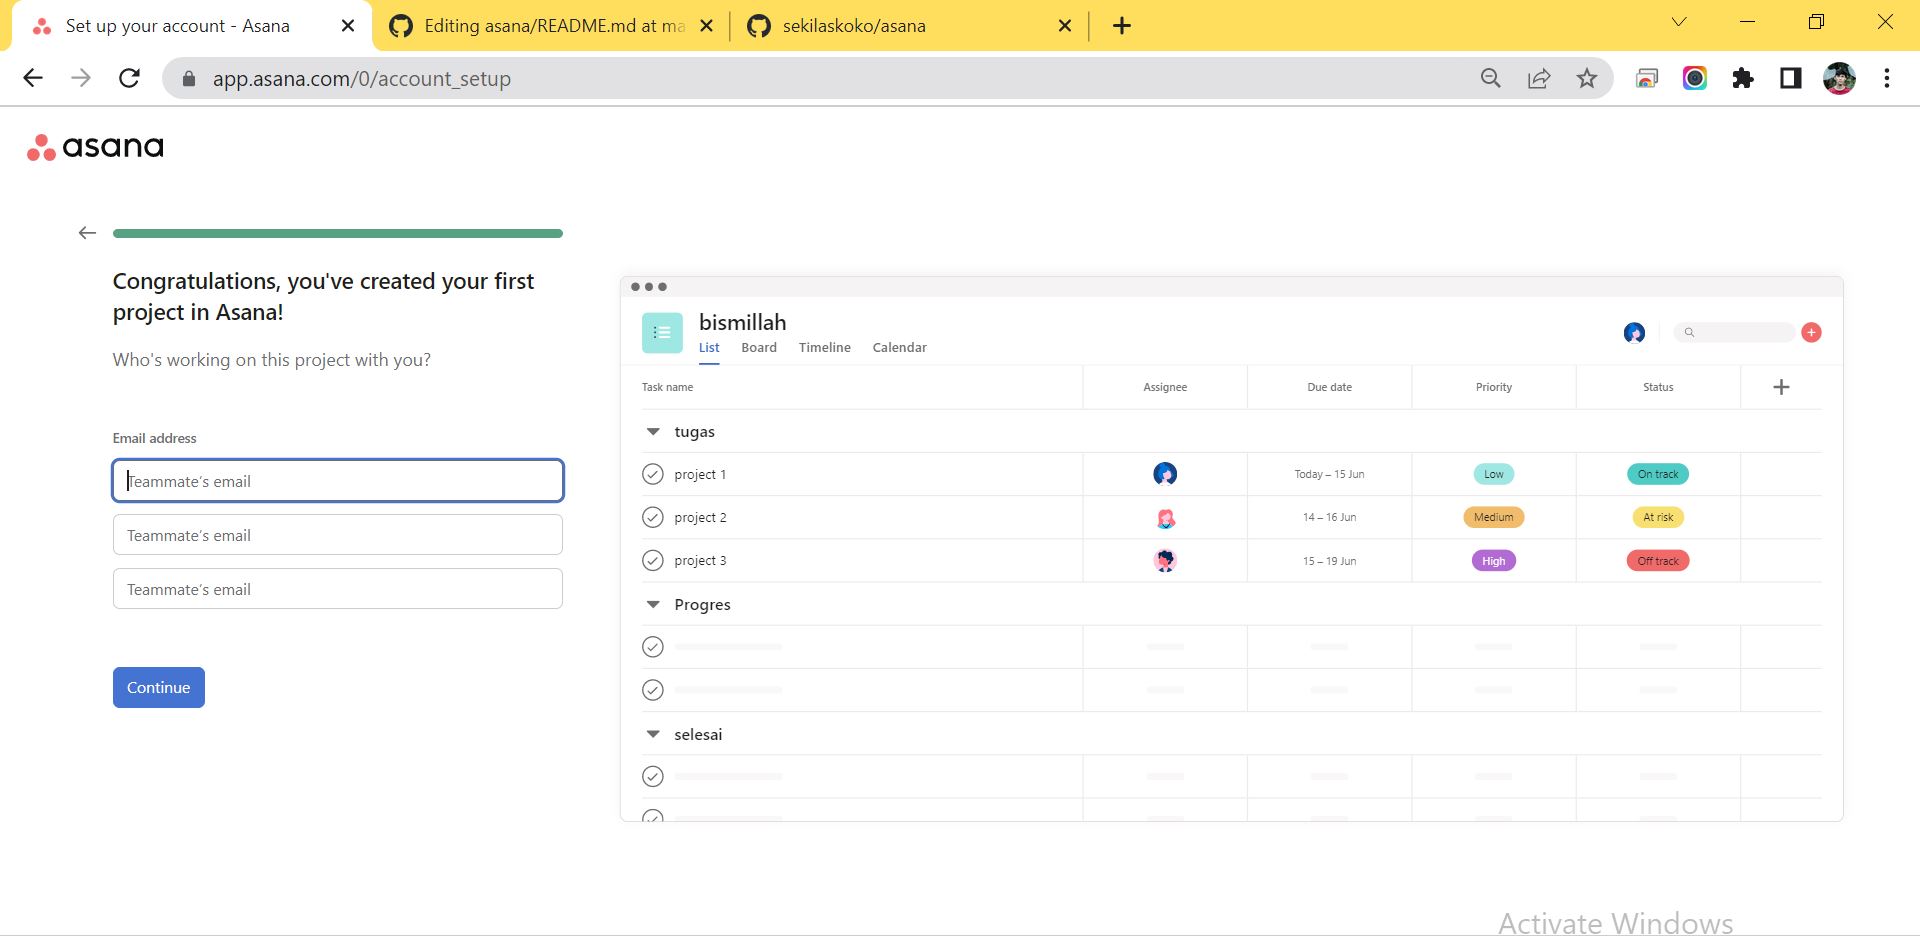 Set up your account - Asana
Editing asana/README.md at ma
sekilaskoko/asana
app.asana.com/0/account_setup
asana
Congratulations, you've created your first
project in Asana!
Who's working on this project with you?
Email address
Teammate's email
Teammate's email
Teammate's email
Continue
bismillah
List Board Timeline Calendar
Task name Assignee Due date Priority Status
tugas
project 1 Today – 15 Jun Low On track
project 2 14 – 16 Jun Medium At risk
project 3 15 – 19 Jun High Off track
Progres
selesai
Activate Windows